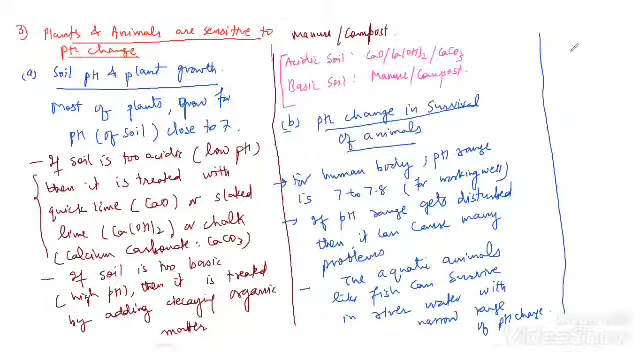 3) Plants & Animals are sensitive to
PH change
(a) Soil pH & plant growth
Most of plants, grow for
pH (of soil) close to 7.
- If soil is too acidic (low pH)
then it is treated with
quick lime (CaO) or slaked
lime (Ca(OH)2) or chalk
(Calcium Carbonate: CaCO3)
- If soil is too basic
(high pH), then it is treated
by adding decaying organic
matter
Manure/Compost.
Acidic Soil: CaO/Ca(OH)2/CaCO3
Basic Soil: Manure/Compost.
(b) pH change in survival
of animals
→ For human body, pH range
is 7 to 7.8 (for working well)
→ If pH range gets disturbed
then it can cause many
problems
- The aquatic animals
like fish can survive
in river water with
narrow range
of pH change.